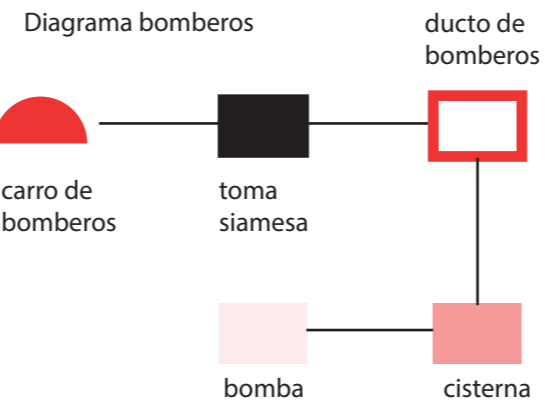 Diagrama bomberos
ducto de
bomberos
carro de
bomberos
toma
siamesa
bomba
cisterna